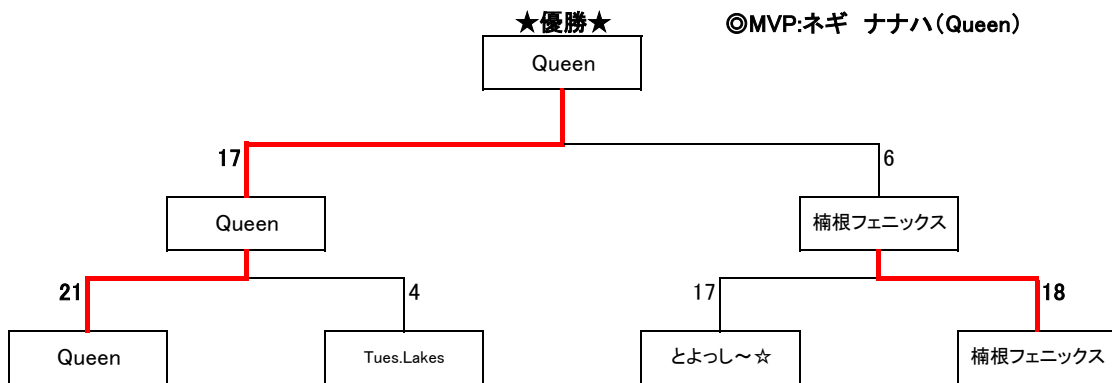 ★優勝★
◎MVP:ネギ　ナナハ(Queen)
Queen
17
6
Queen
楠根フェニックス
21
4
17
18
Queen
Tues.Lakes
とよっし～☆
楠根フェニックス